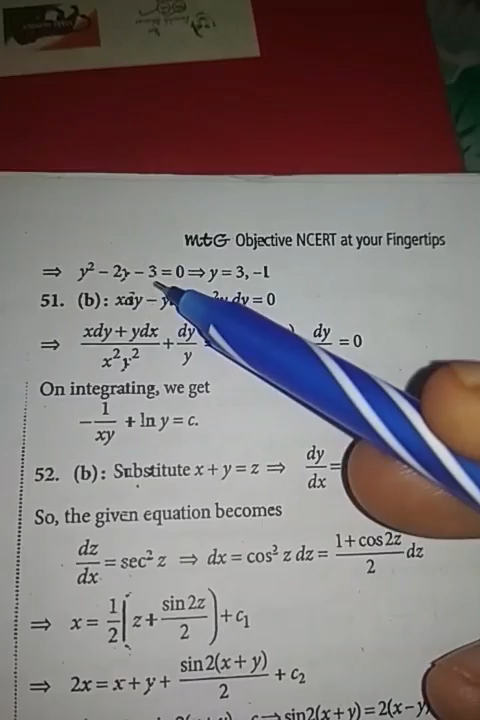 mtG Objective NCERT at your Fingertips
⇒ y² − 2y − 3 = 0 ⇒ y = 3, −1
51. (b): xdy − y dy = 0
⇒ xdy + ydx / x²y² + dy / y dy = 0
On integrating, we get
− 1/xy + ln y = c.
52. (b): Substitute x + y = z ⇒ dy/dx =
So, the given equation becomes
dz/dx = sec² z ⇒ dx = cos² z dz = 1 + cos 2z / 2 dz
⇒ x = 1/2 ( z + sin 2z / 2 ) + c₁
⇒ 2x = x + y + sin 2(x + y) / 2 + c₂
⇒ sin2(x + y) = 2(x − y)